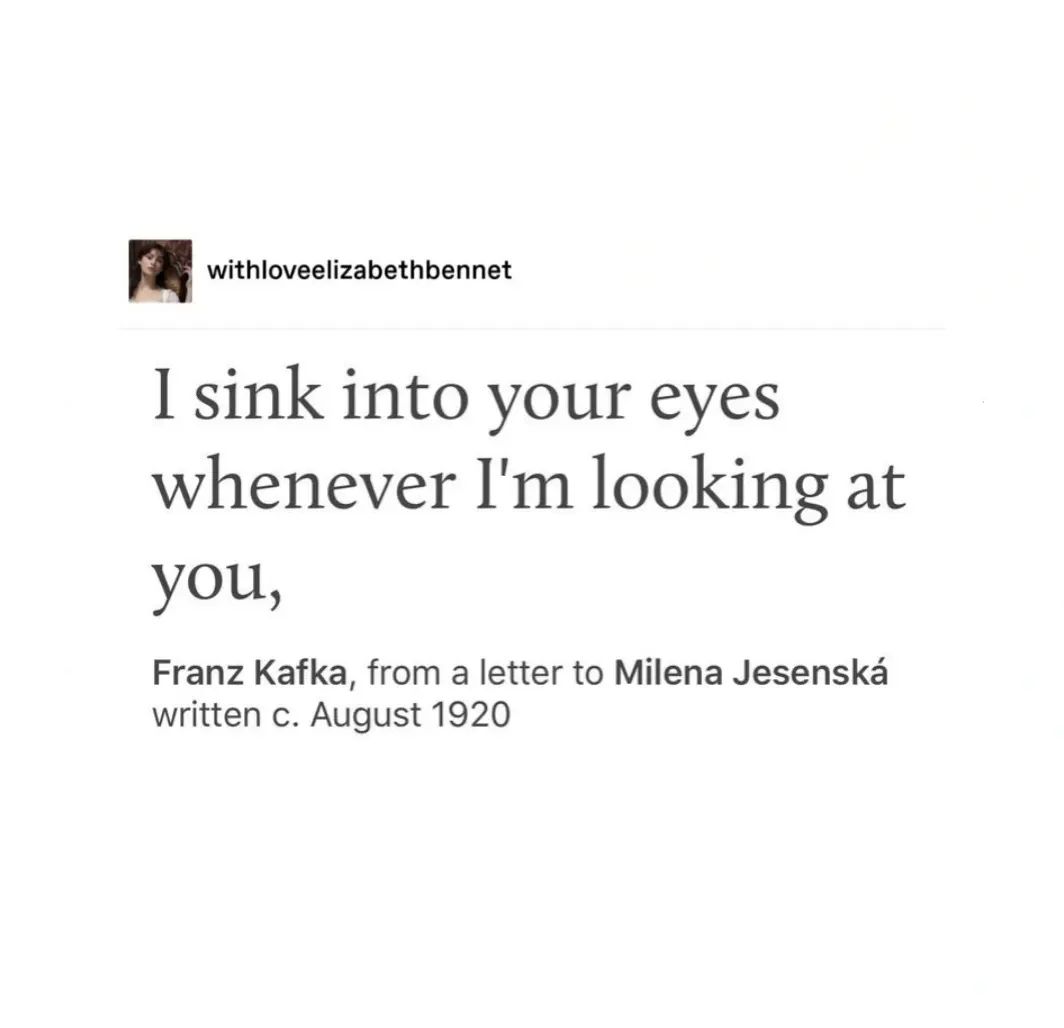 withloveelizabethbennet
I sink into your eyes
whenever I'm looking at
you,
Franz Kafka, from a letter to Milena Jesenská
written c. August 1920